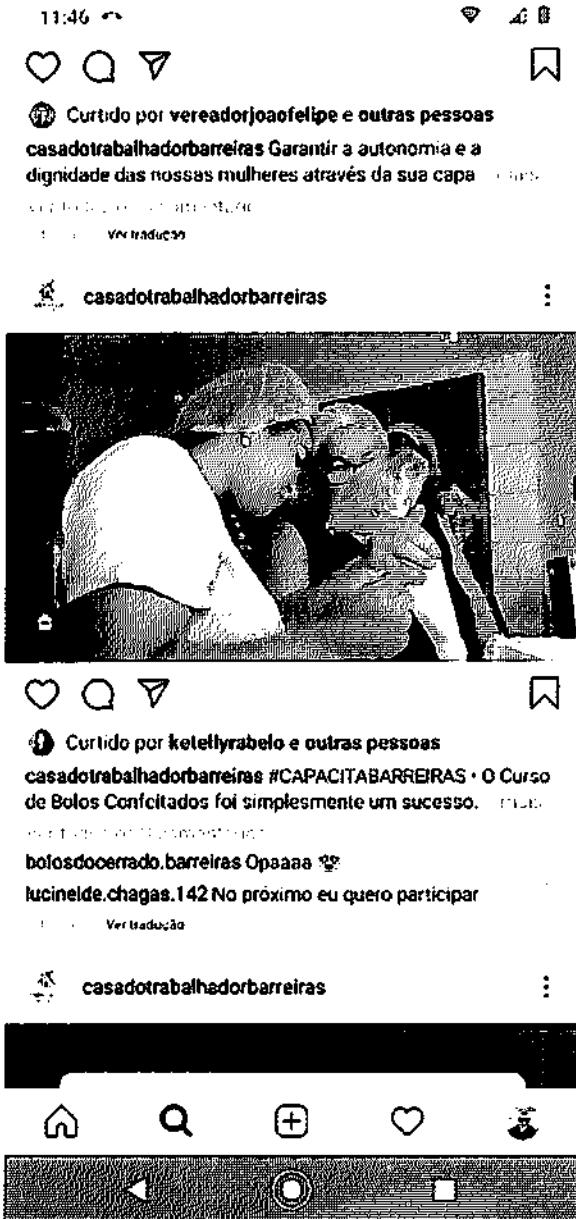 11:46
Curtido por vereadorjoaofelipe e outras pessoas
casadotrabalhadorbarreiras Garantir a autonomia e a
dignidade das nossas mulheres através da sua capa
Ver tradução
casadotrabalhadorbarreiras
Curtido por ketellyrabelo e outras pessoas
casadotrabalhadorbarreiras #CAPACITABARREIRAS • O Curso
de Bolos Confeitados foi simplesmente um sucesso. mais
bolosdocerrado.barreiras Opaaaa
lucineide.chagas.142 No próximo eu quero participar
Ver tradução
casadotrabalhadorbarreiras